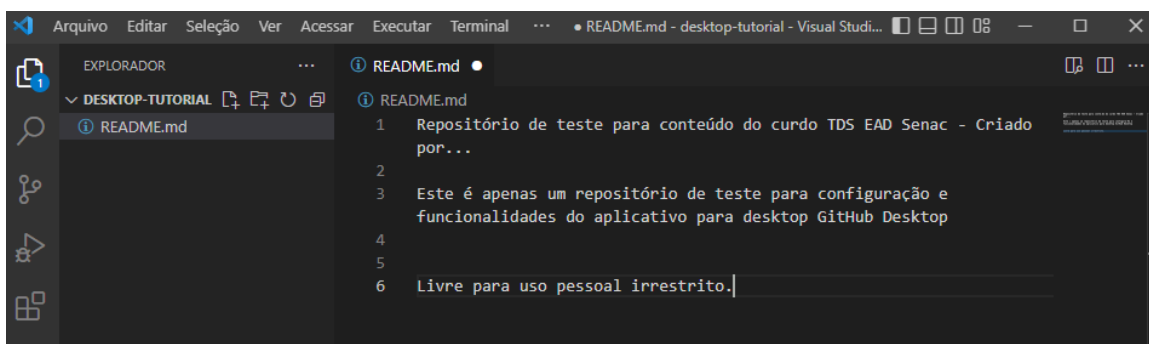 Arquivo Editar Seleção Ver Acessar Executar Terminal ··· ● README.md - desktop-tutorial - Visual Studi...
EXPLORADOR ···
README.md ●
1
DESKTOP-TUTORIAL
README.md
README.md
1 Repositório de teste para conteúdo do curdo TDS EAD Senac - Criado
por...
2
3 Este é apenas um repositório de teste para configuração e
funcionalidades do aplicativo para desktop GitHub Desktop
4
5
6 Livre para uso pessoal irrestrito.